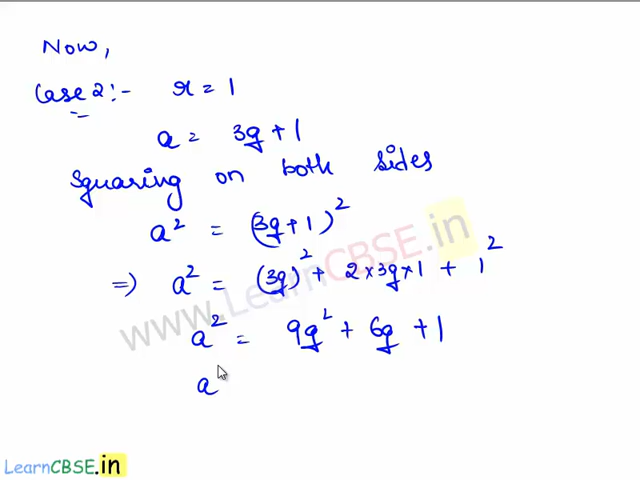 Now,
Case 2:- r = 1
a = 3q + 1
Squaring on both sides
a² = (3q + 1)²
⇒) a² = (3q)² + 2 × 3q × 1 + 1²
www.LearnCBSE.in
a² = 9q² + 6q + 1
a
LearnCBSE.in